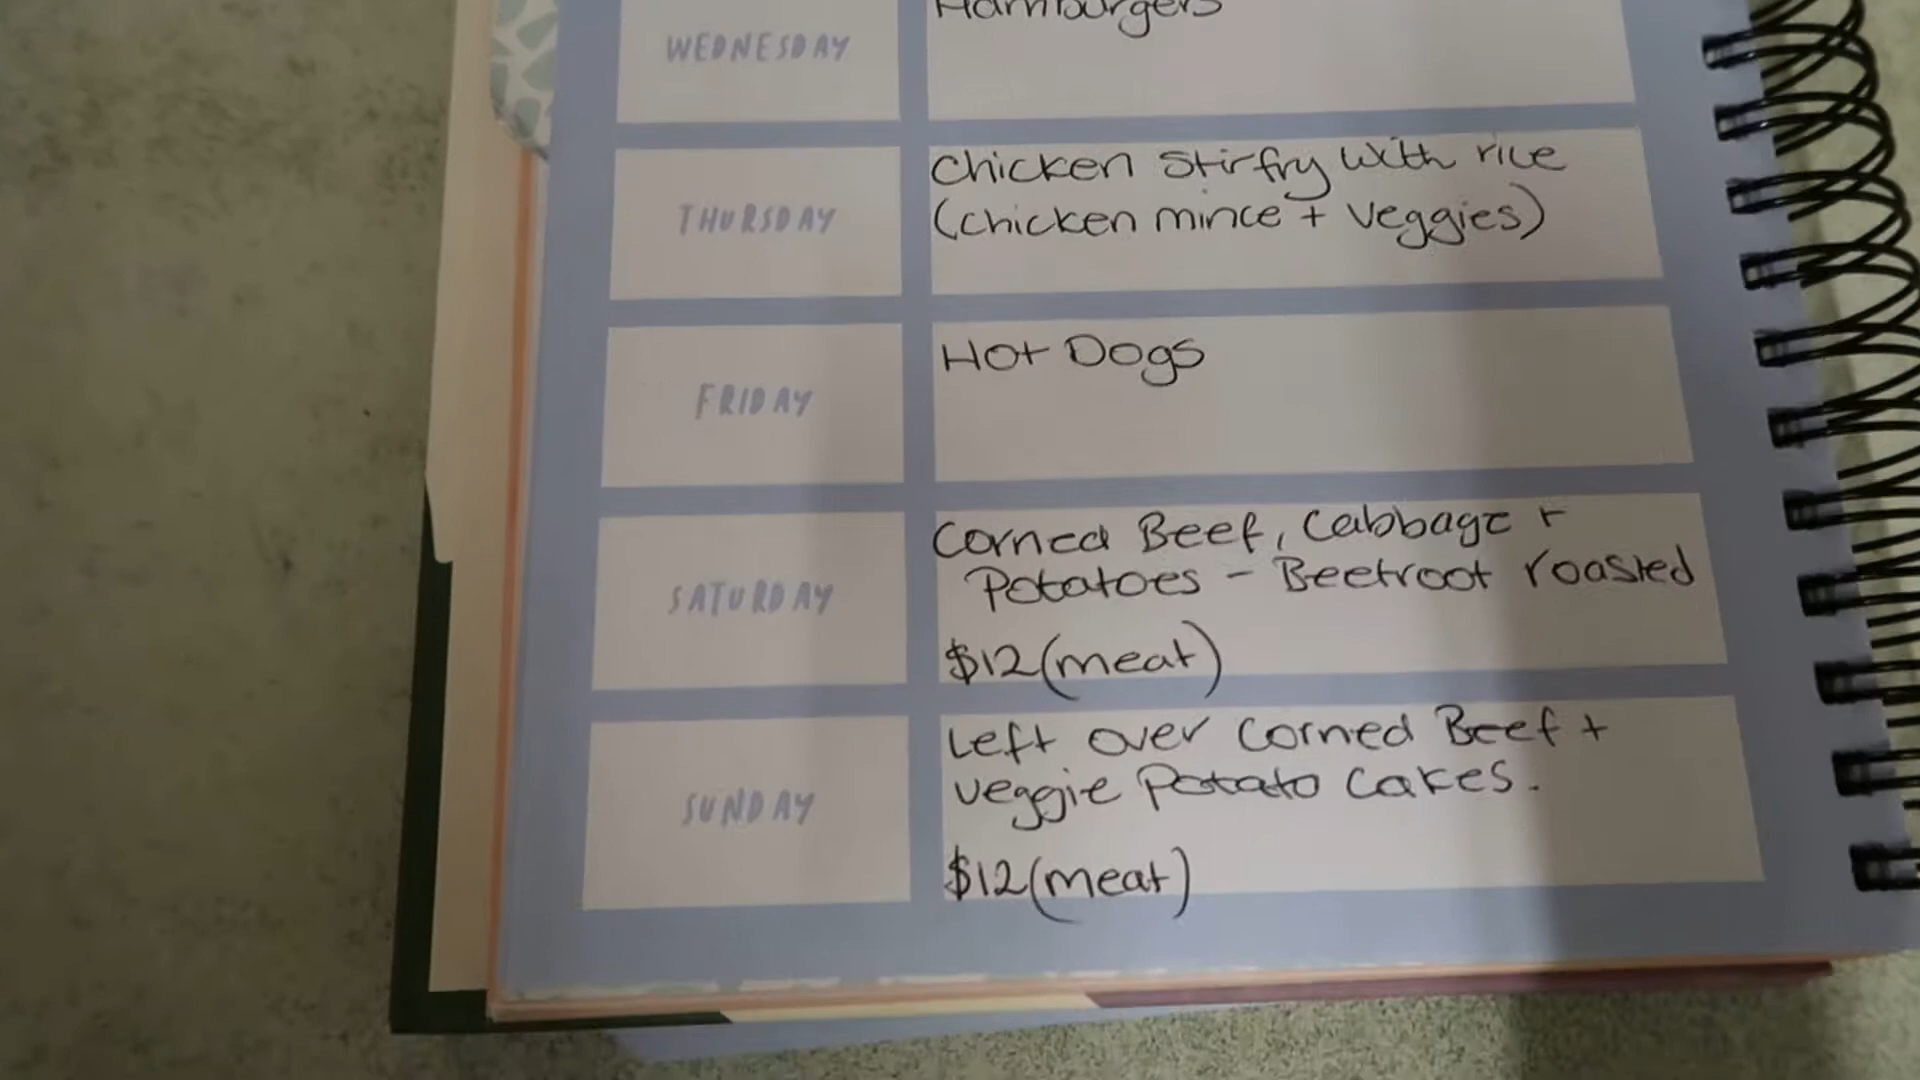 WEDNESDAY
Hamburgers
THURSDAY
Chicken Stirfry with rice
(Chicken mince + Veggies)
FRIDAY
Hot Dogs
SATURDAY
Corned Beef, Cabbage +
Potatoes - Beetroot roasted
$12 (meat)
SUNDAY
Left over Corned Beef +
Veggie Potato Cakes.
$12 (meat)